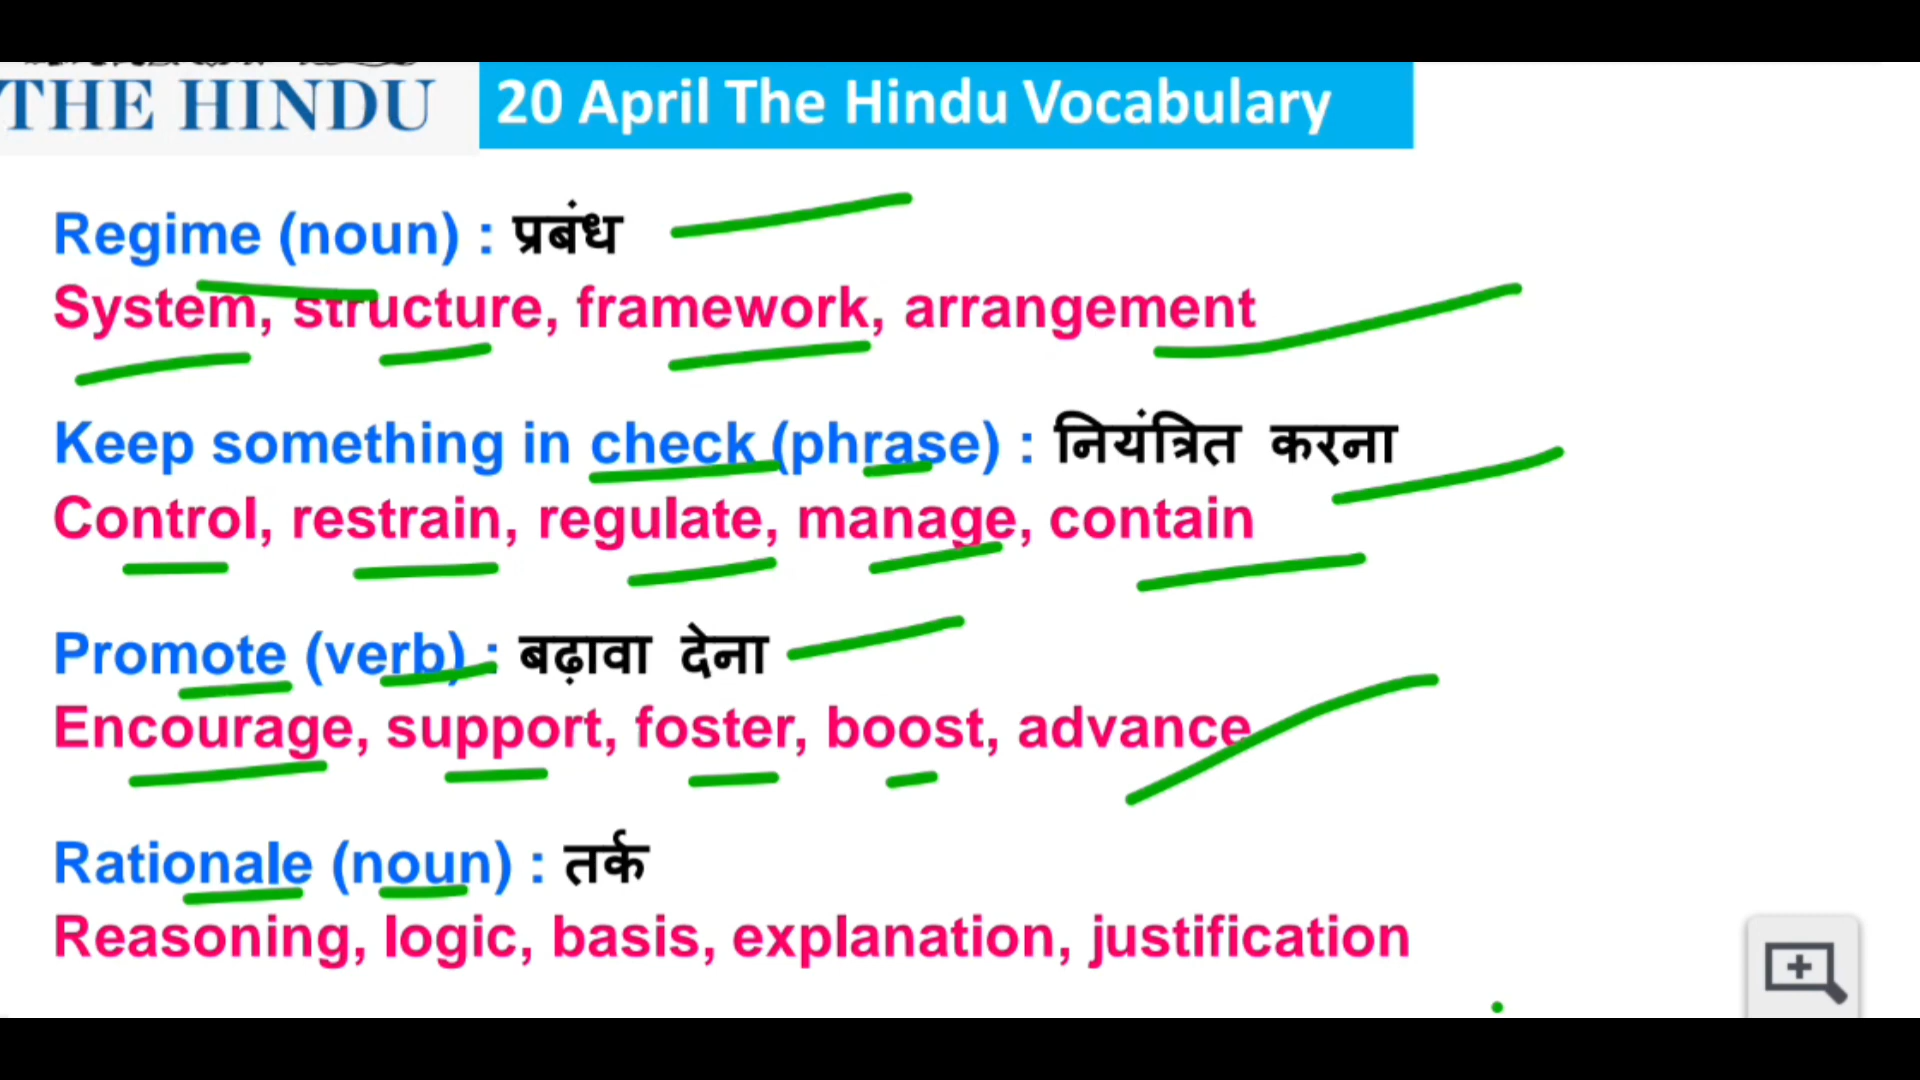 THE HINDU
20 April The Hindu Vocabulary
Regime (noun) : प्रबंध
System, structure, framework, arrangement
Keep something in check (phrase) : नियंत्रित करना
Control, restrain, regulate, manage, contain
Promote (verb) : बढ़ावा देना
Encourage, support, foster, boost, advance
Rationale (noun) : तर्क
Reasoning, logic, basis, explanation, justification